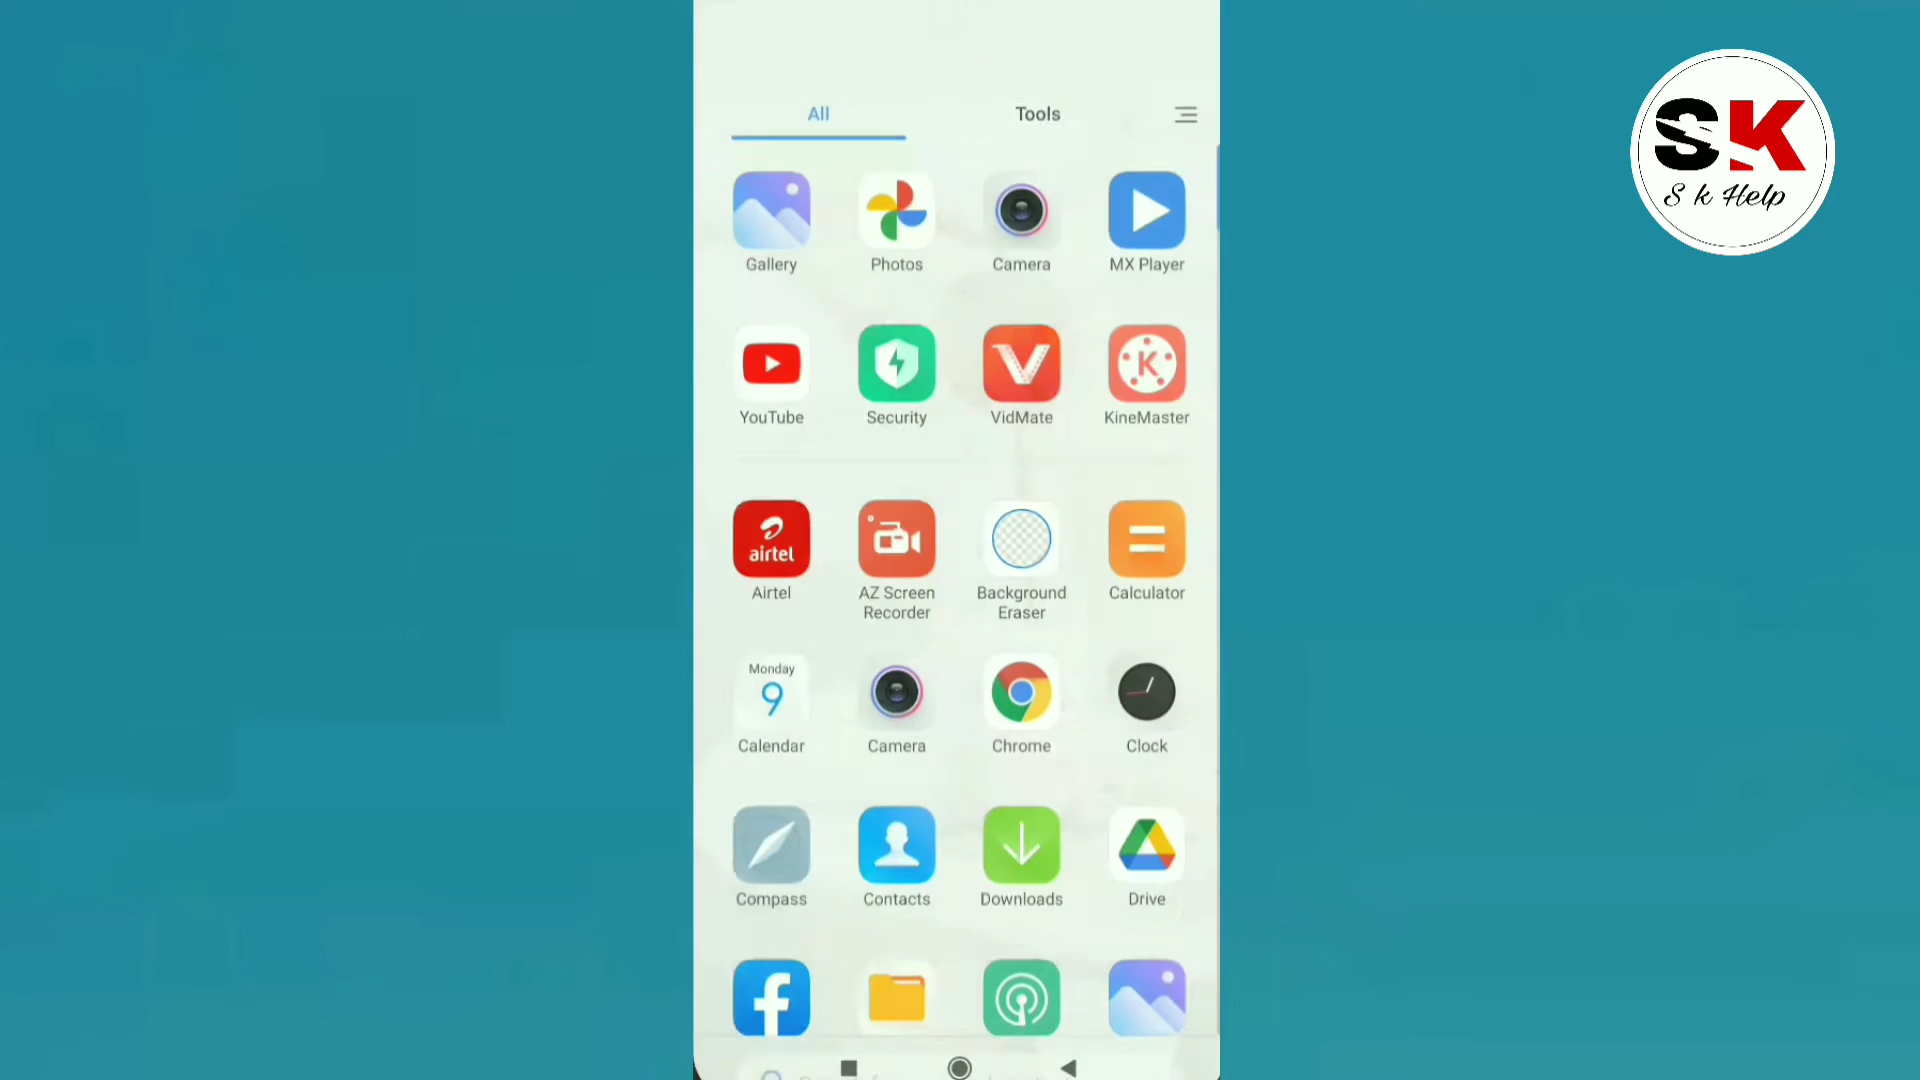 All Tools
SK
S k Help
Gallery Photos Camera MX Player
YouTube Security VidMate KineMaster
airtel
Airtel AZ Screen Recorder Background Eraser Calculator
Monday
9
Calendar Camera Chrome Clock
Compass Contacts Downloads Drive